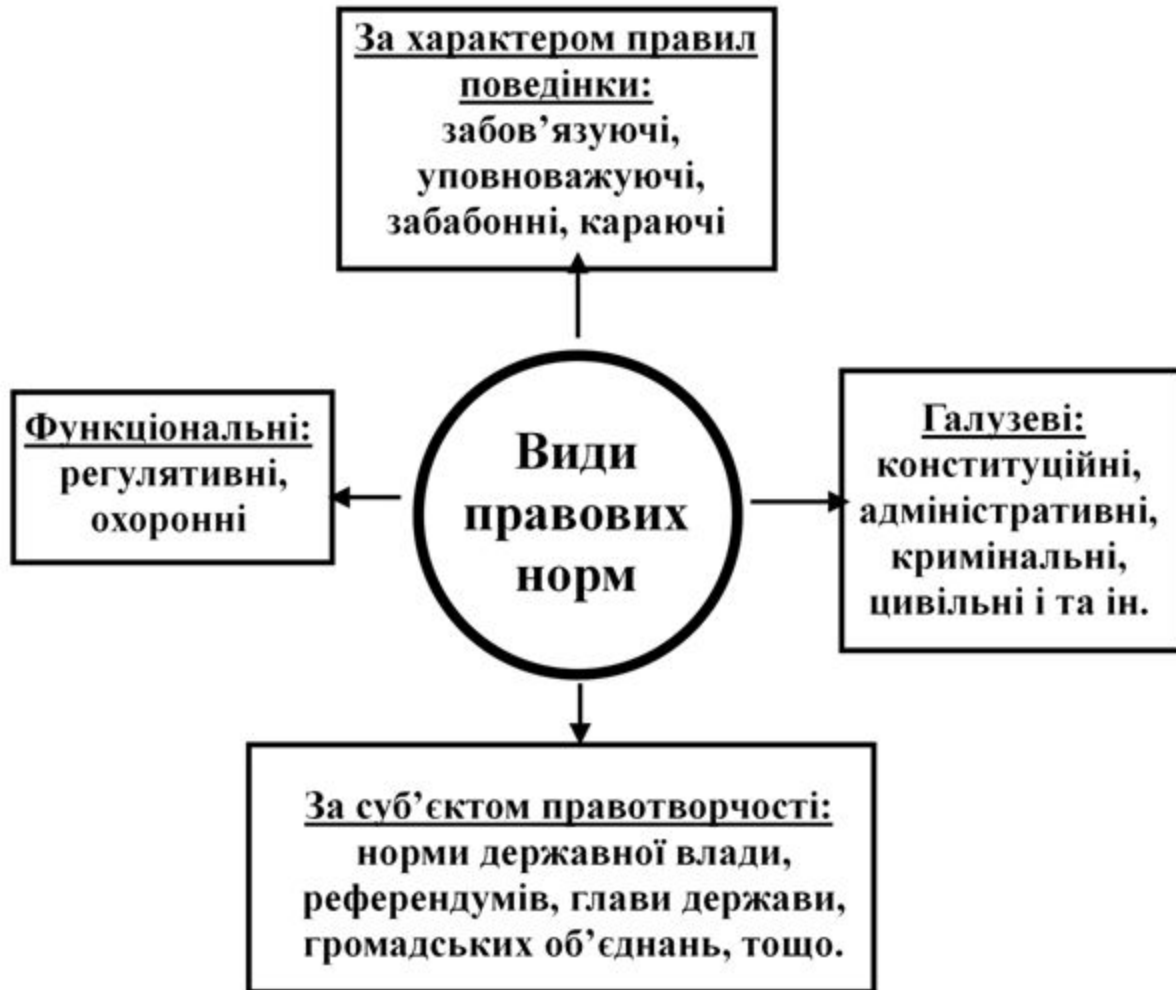 За характером правил
поведінки:
забов’язуючі,
уповноважуючі,
забабонні, караючі
Функціональні:
регулятивні,
охоронні
Види
правових
норм
Галузеві:
конституційні,
адміністративні,
кримінальні,
цивільні і та ін.
За суб’єктом правотворчості:
норми державної влади,
референдумів, глави держави,
громадських об’єднань, тощо.